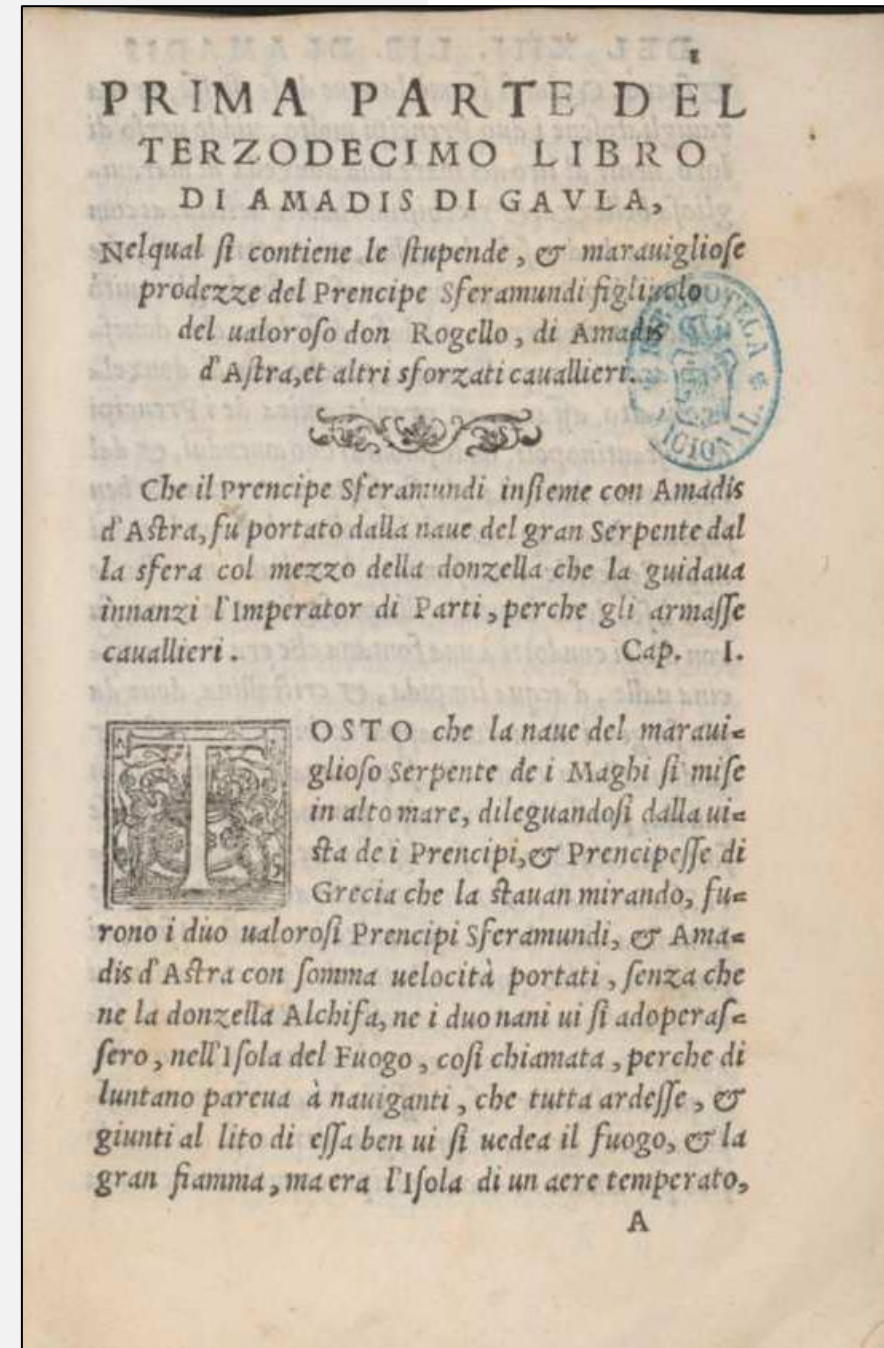 1
PRIMA PARTE DEL
TERZODECIMO LIBRO
DI AMADIS DI GAVLA,
Nelqual ſi contiene le ſtupende, & marauiglioſe
prodezze del Prencipe Sferamundi figliuolo
del ualoroſo don Rogello, di Amadis
d'Aſtra, et altri sforzati cauallieri.
Che il Prencipe Sferamundi inſieme con Amadis
d'Aſtra, fu portato dalla naue del gran Serpente dal
la sfera col mezzo della donzella che la guidaua
innanzi l'Imperator di Parti, perche gli armaſſe
cauallieri. Cap. I.
TOSTO che la naue del maraui=
glioſo Serpente de i Maghi ſi miſe
in alto mare, dileguandoſi dalla ui=
ſta de i Prencipi, & Prencipeſſe di
Grecia che la ſtauan mirando, fu=
rono i duo ualoroſi Prencipi Sferamundi, & Ama=
dis d'Aſtra con ſomma uelocità portati, ſenza che
ne la donzella Alchifa, ne i duo nani ui ſi adoperaſ=
ſero, nell'Iſola del Fuogo, coſi chiamata, perche di
luntano pareua à nauiganti, che tutta ardeſſe, &
giunti al lito di eſſa ben ui ſi uedea il fuogo, & la
gran fiamma, ma era l'Iſola di un aere temperato,
A